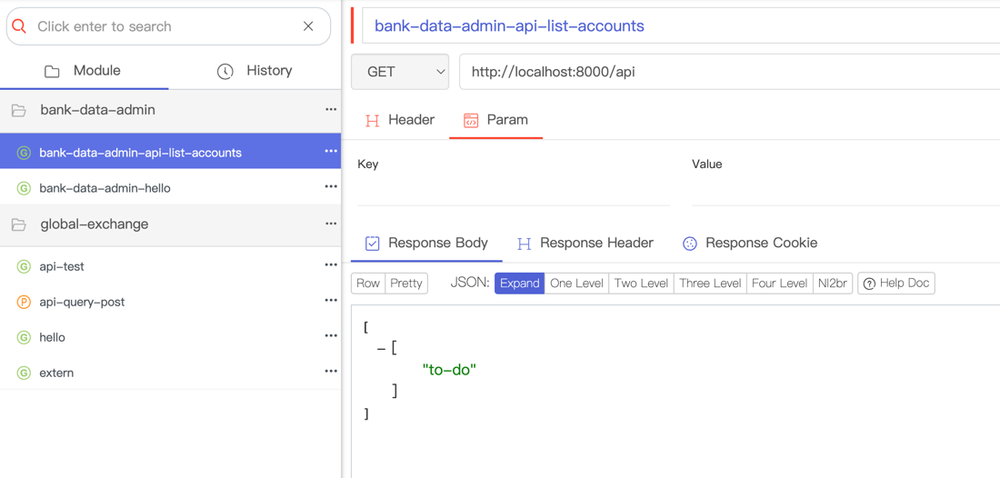 Click enter to search
Module History
bank-data-admin
G bank-data-admin-api-list-accounts
G bank-data-admin-hello
global-exchange
G api-test
P api-query-post
G hello
G extern
bank-data-admin-api-list-accounts
GET http://localhost:8000/api
Header Param
Key Value
Response Body Response Header Response Cookie
Row Pretty JSON: Expand One Level Two Level Three Level Four Level Nl2br Help Doc
[
– [
"to-do"
]
]